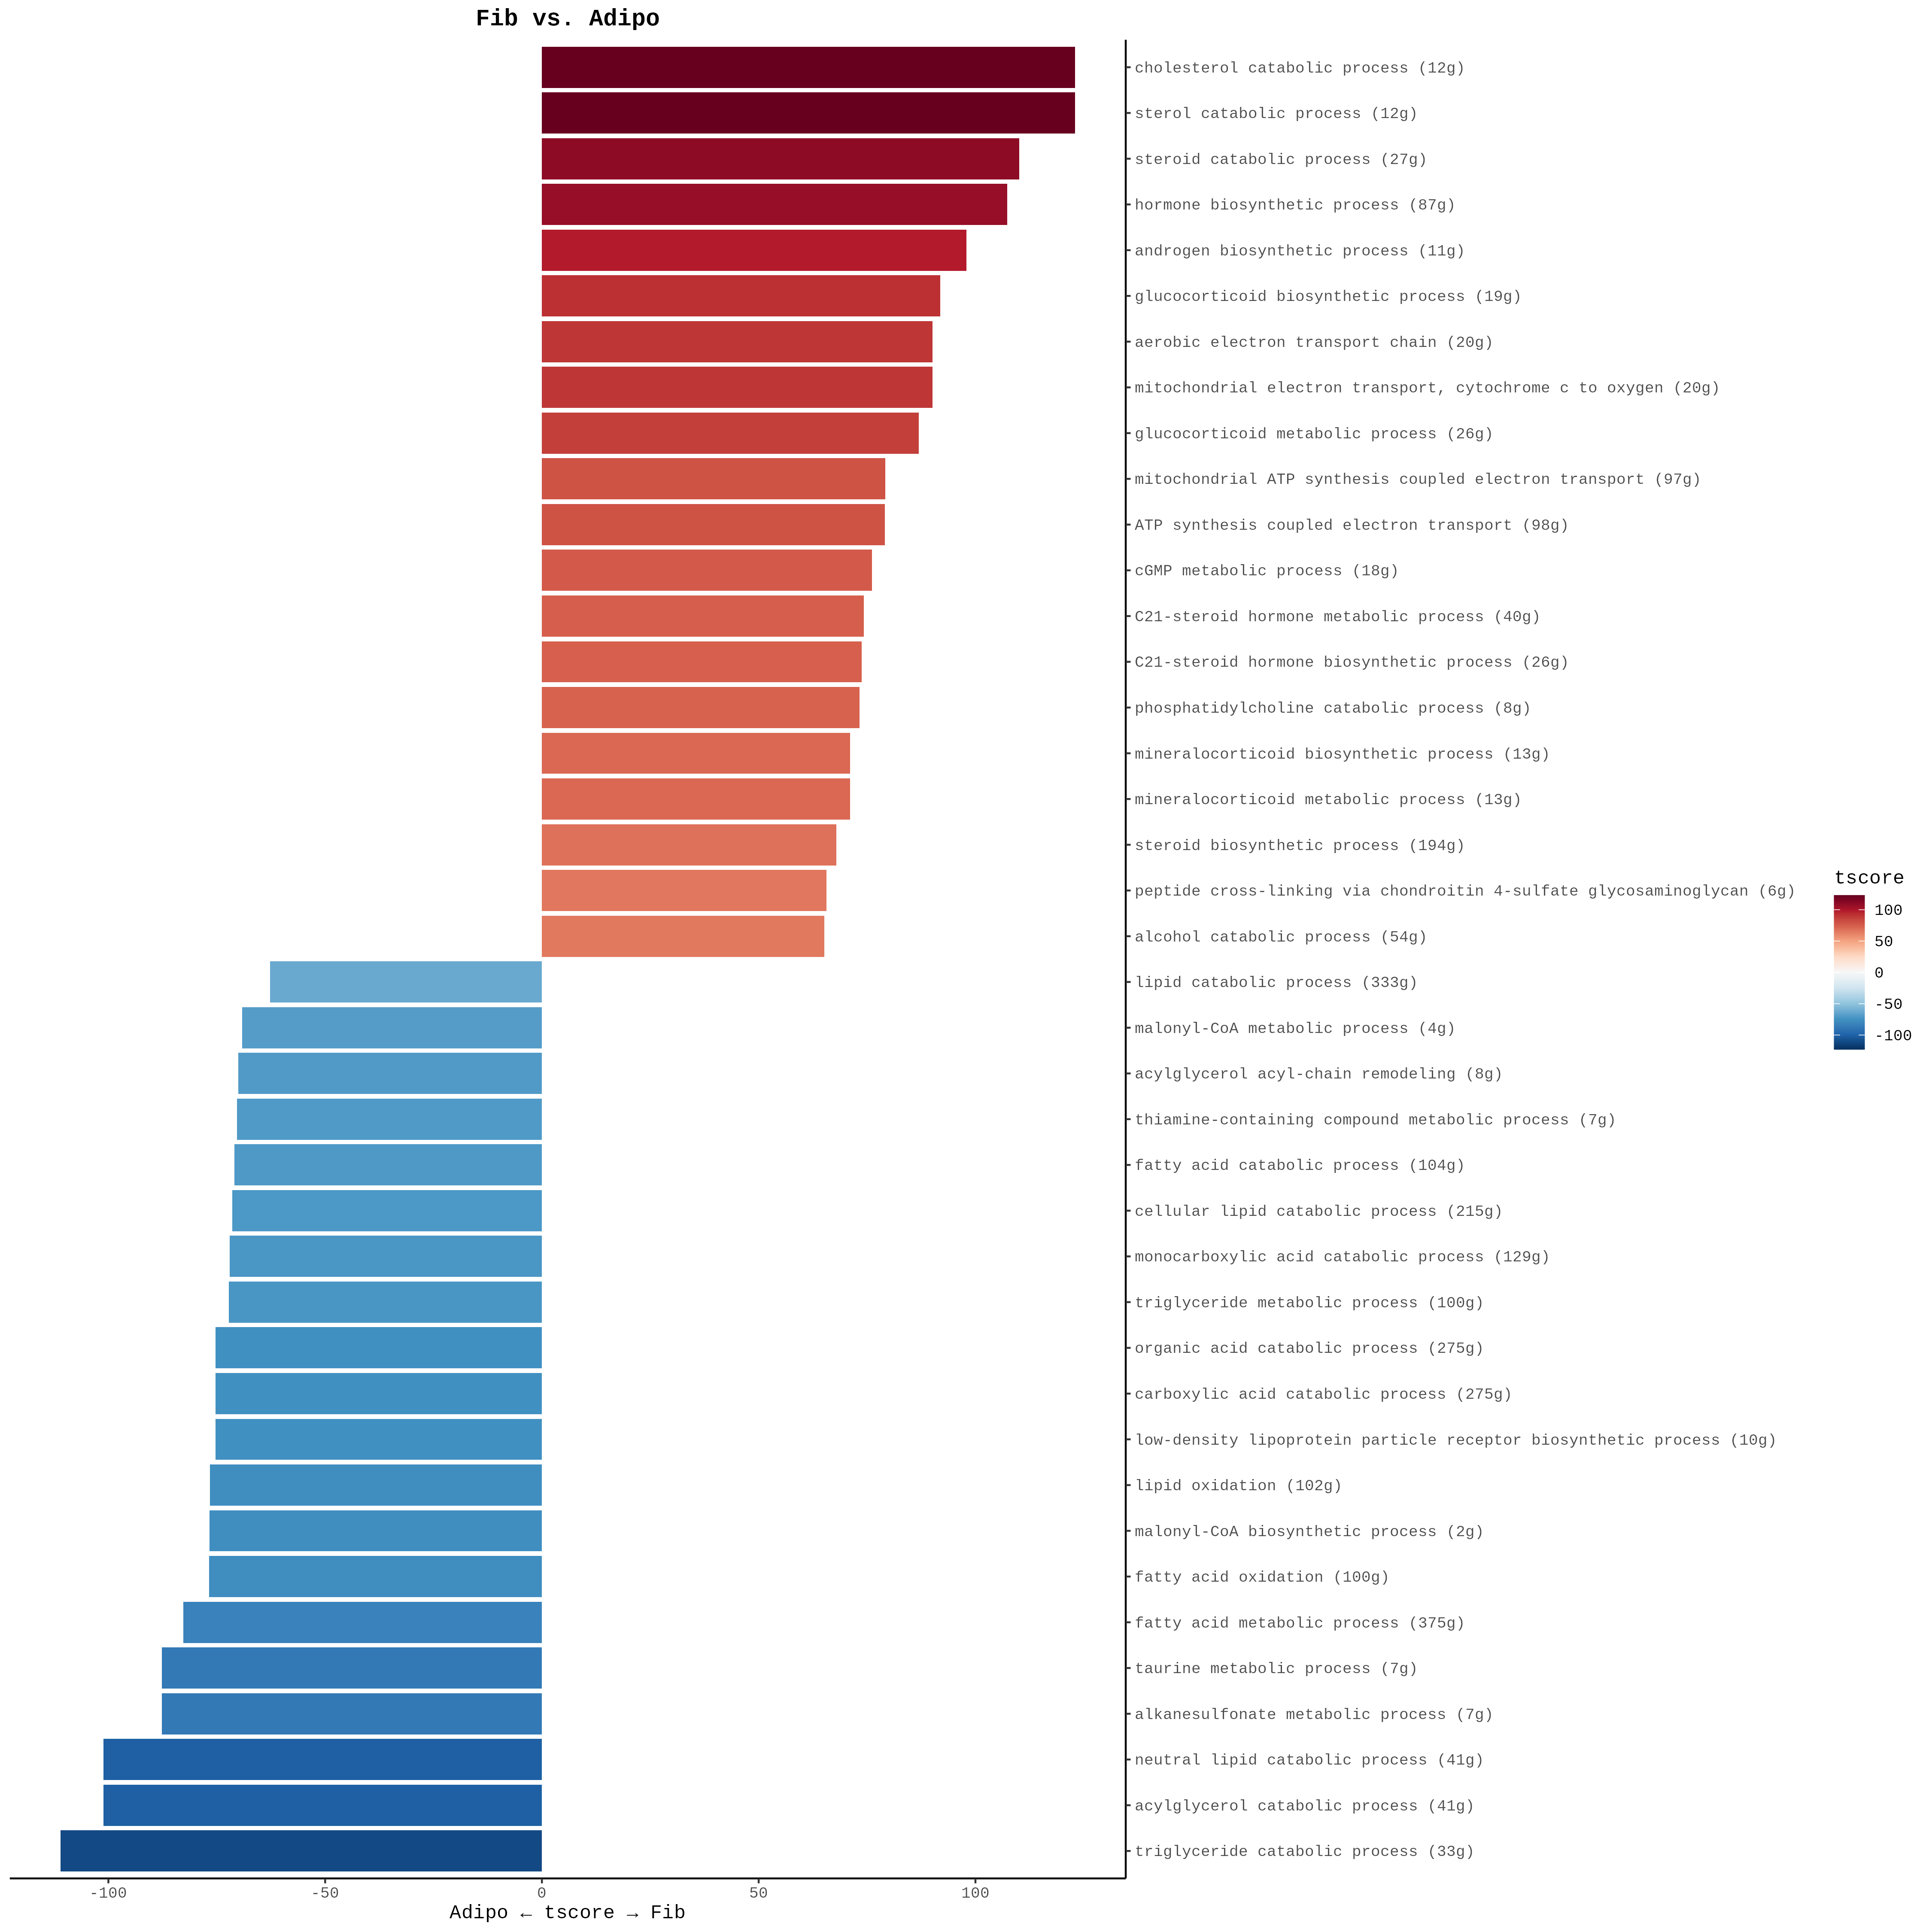 Fib vs. Adipo
cholesterol catabolic process (12g)
sterol catabolic process (12g)
steroid catabolic process (27g)
hormone biosynthetic process (87g)
androgen biosynthetic process (11g)
glucocorticoid biosynthetic process (19g)
aerobic electron transport chain (20g)
mitochondrial electron transport, cytochrome c to oxygen (20g)
glucocorticoid metabolic process (26g)
mitochondrial ATP synthesis coupled electron transport (97g)
ATP synthesis coupled electron transport (98g)
cGMP metabolic process (18g)
C21-steroid hormone metabolic process (40g)
C21-steroid hormone biosynthetic process (26g)
phosphatidylcholine catabolic process (8g)
mineralocorticoid biosynthetic process (13g)
mineralocorticoid metabolic process (13g)
steroid biosynthetic process (194g)
peptide cross-linking via chondroitin 4-sulfate glycosaminoglycan (6g)
alcohol catabolic process (54g)
lipid catabolic process (333g)
malonyl-CoA metabolic process (4g)
acylglycerol acyl-chain remodeling (8g)
thiamine-containing compound metabolic process (7g)
fatty acid catabolic process (104g)
cellular lipid catabolic process (215g)
monocarboxylic acid catabolic process (129g)
triglyceride metabolic process (100g)
organic acid catabolic process (275g)
carboxylic acid catabolic process (275g)
low-density lipoprotein particle receptor biosynthetic process (10g)
lipid oxidation (102g)
malonyl-CoA biosynthetic process (2g)
fatty acid oxidation (100g)
fatty acid metabolic process (375g)
taurine metabolic process (7g)
alkanesulfonate metabolic process (7g)
neutral lipid catabolic process (41g)
acylglycerol catabolic process (41g)
triglyceride catabolic process (33g)
-100 -50 0 50 100
Adipo ← tscore → Fib
tscore
100
50
0
-50
-100